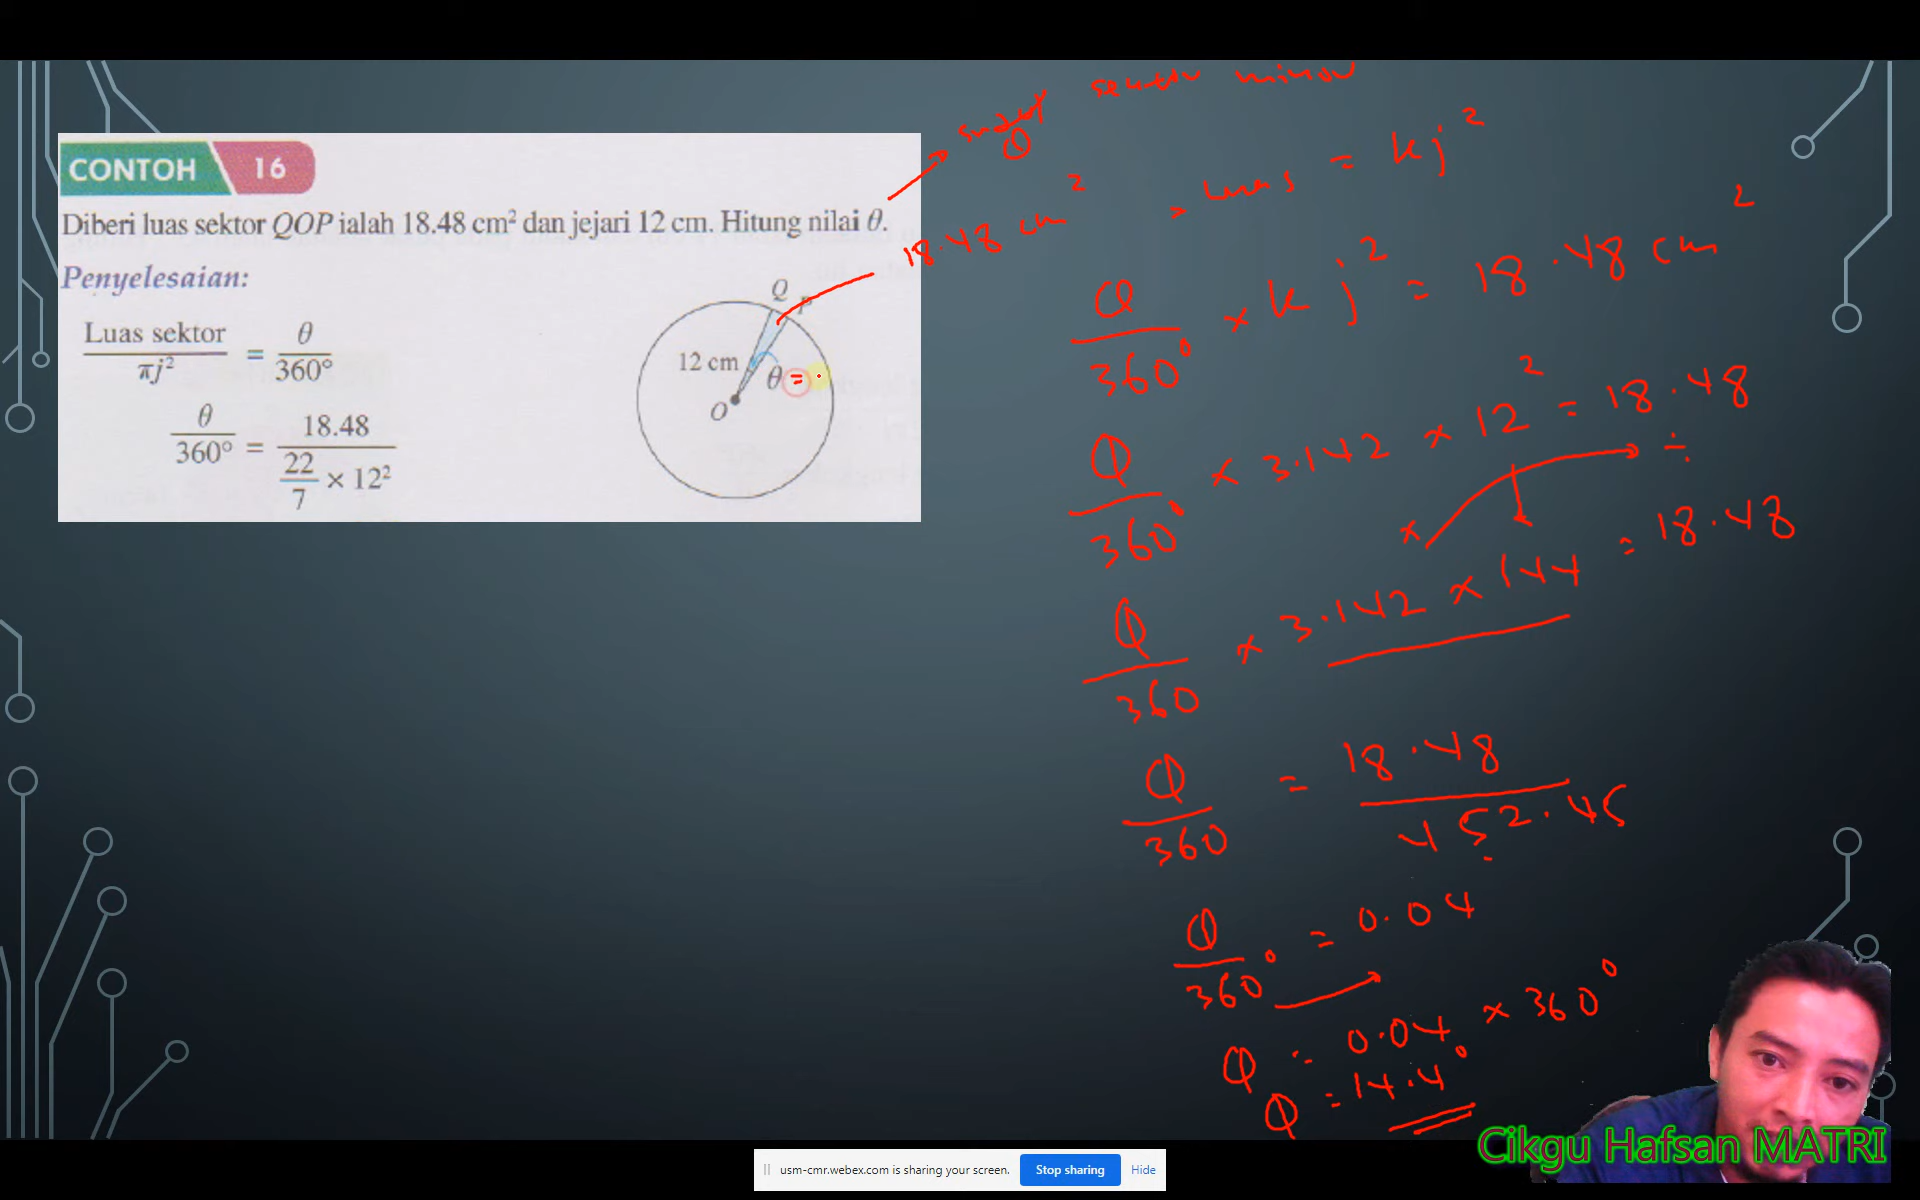 CONTOH 16
Diberi luas sektor QOP ialah 18.48 cm² dan jejari 12 cm. Hitung nilai θ.
Penyelesaian:
Luas sektor / πj² = θ / 360°
θ / 360° = 18.48 / (22/7 × 12²)
Q
P
12 cm
θ =
O
sektor minor
18.48 cm²
luas = πj²
θ / 360° × πj² = 18.48 cm²
θ / 360° × 3.142 × 12² = 18.48
× ÷
θ / 360 × 3.142 × 144 = 18.48
θ / 360 = 18.48 / 452.45
θ / 360° = 0.04
θ = 0.04 × 360°
θ = 14.4°
Cikgu Hafsan MATRI
usm-cmr.webex.com is sharing your screen. Stop sharing Hide